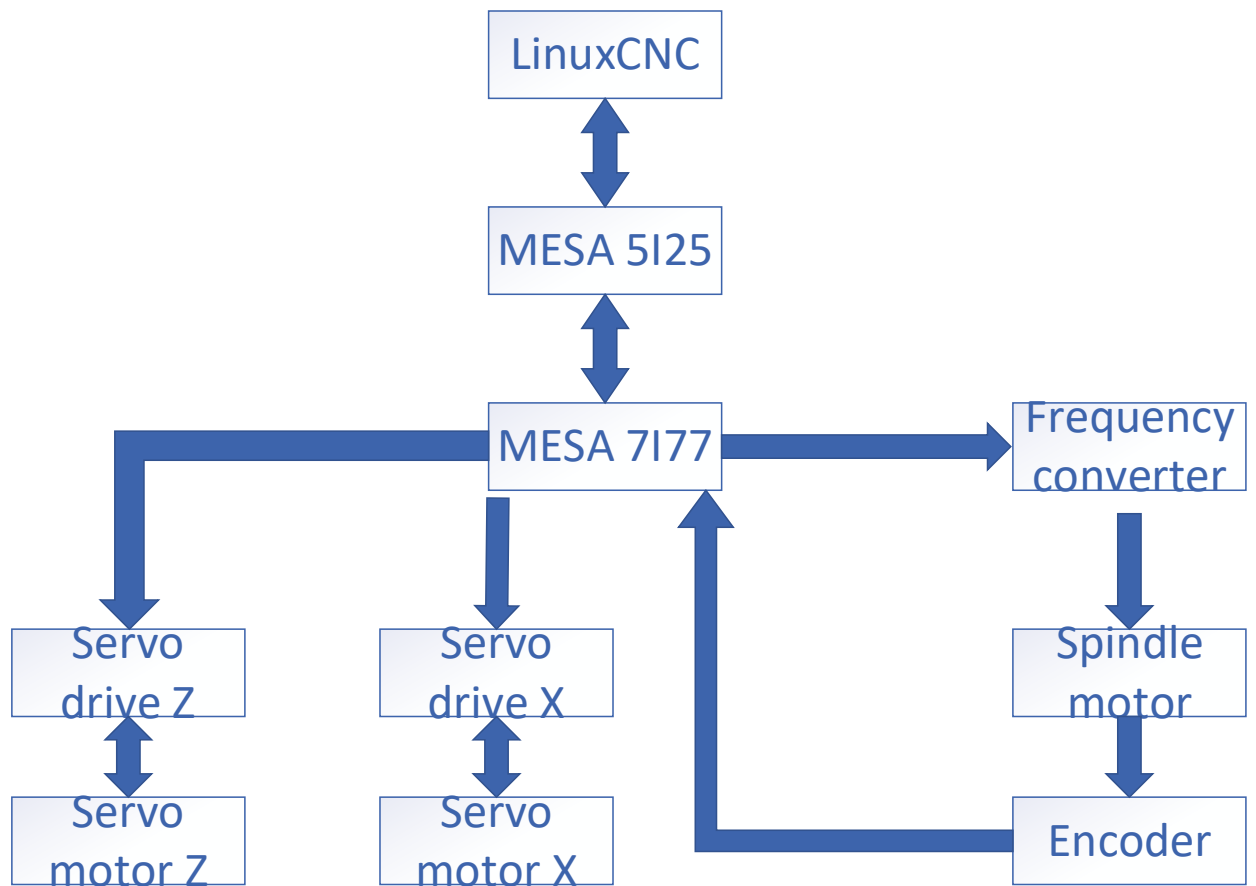 LinuxCNC
MESA 5I25
MESA 7I77
Frequency
converter
Servo
drive Z
Servo
drive X
Spindle
motor
Servo
motor Z
Servo
motor X
Encoder